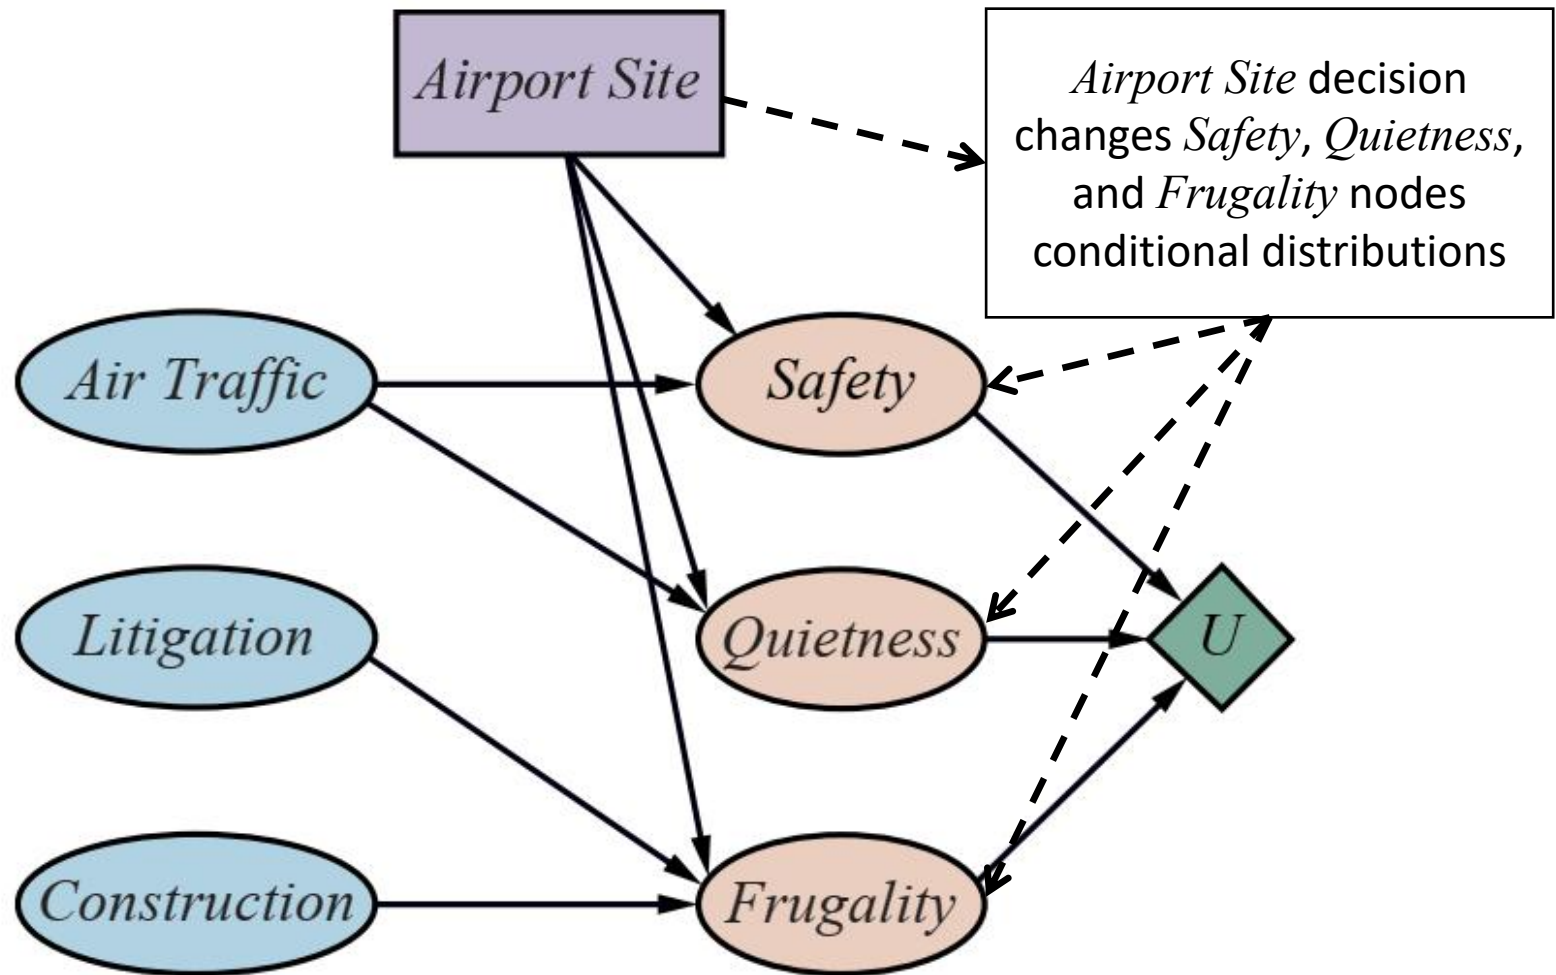 Airport Site
Airport Site decision
changes Safety, Quietness,
and Frugality nodes
conditional distributions
Air Traffic
Safety
Litigation
Quietness
U
Construction
Frugality